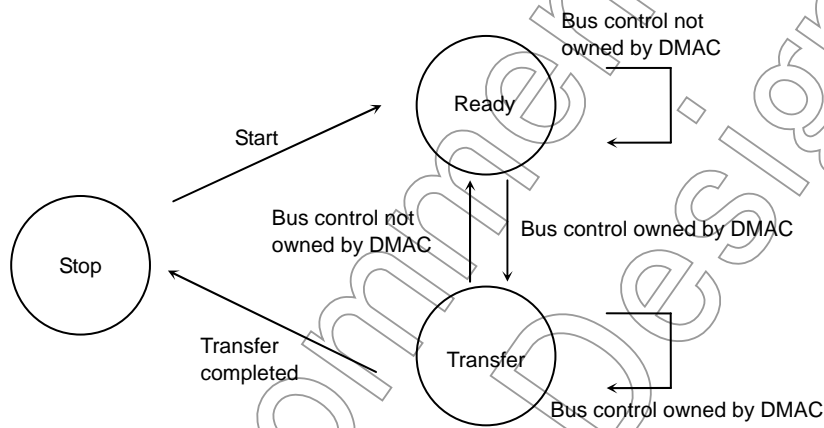 Bus control not
owned by DMAC
Ready
Start
Bus control not
owned by DMAC
Bus control owned by DMAC
Stop
Transfer
completed
Transfer
Bus control owned by DMAC